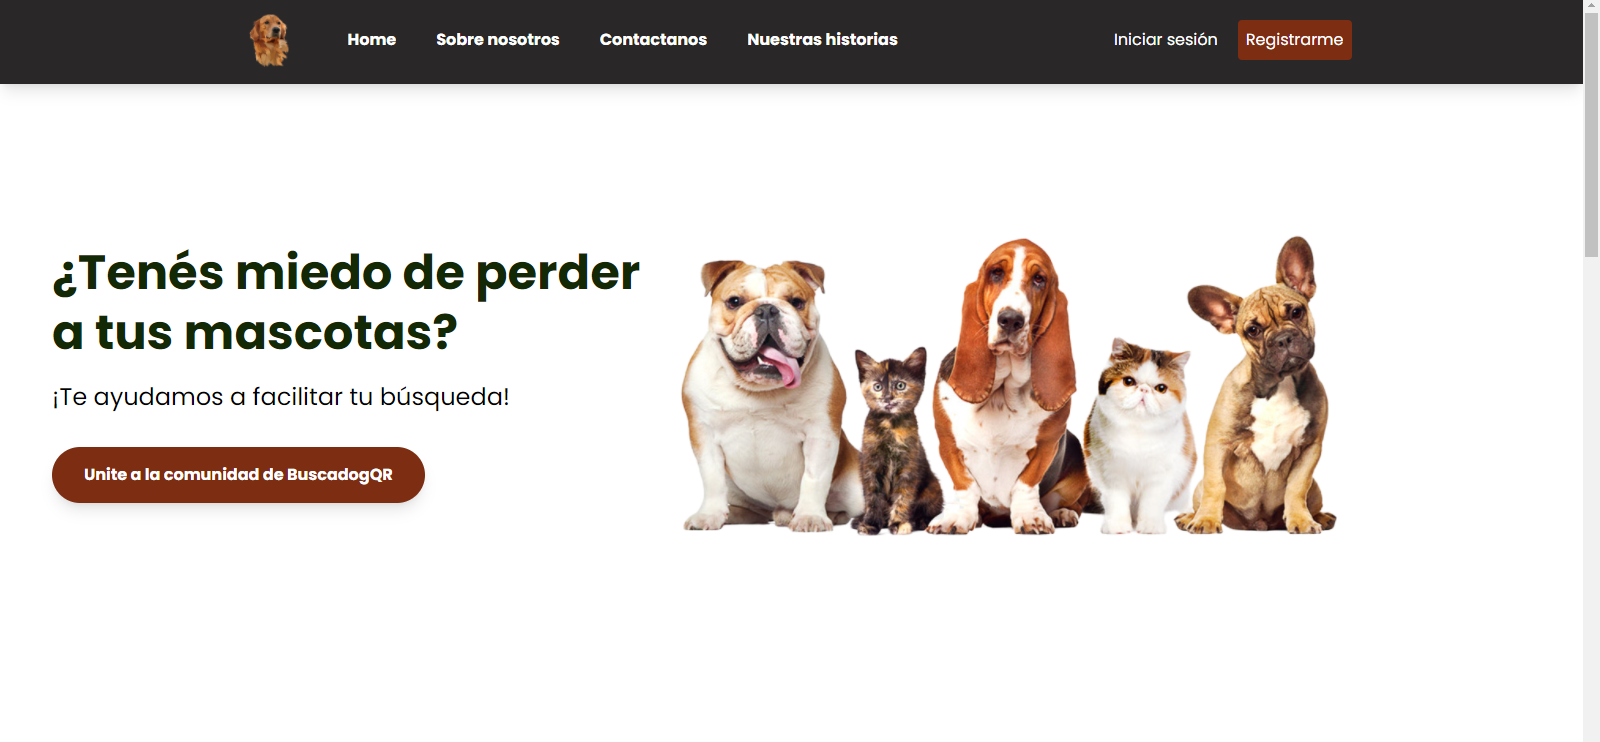 Home
Sobre nosotros
Contactanos
Nuestras historias
Iniciar sesión
Registrarme
¿Tenés miedo de perder
a tus mascotas?
¡Te ayudamos a facilitar tu búsqueda!
Unite a la comunidad de BuscadogQR